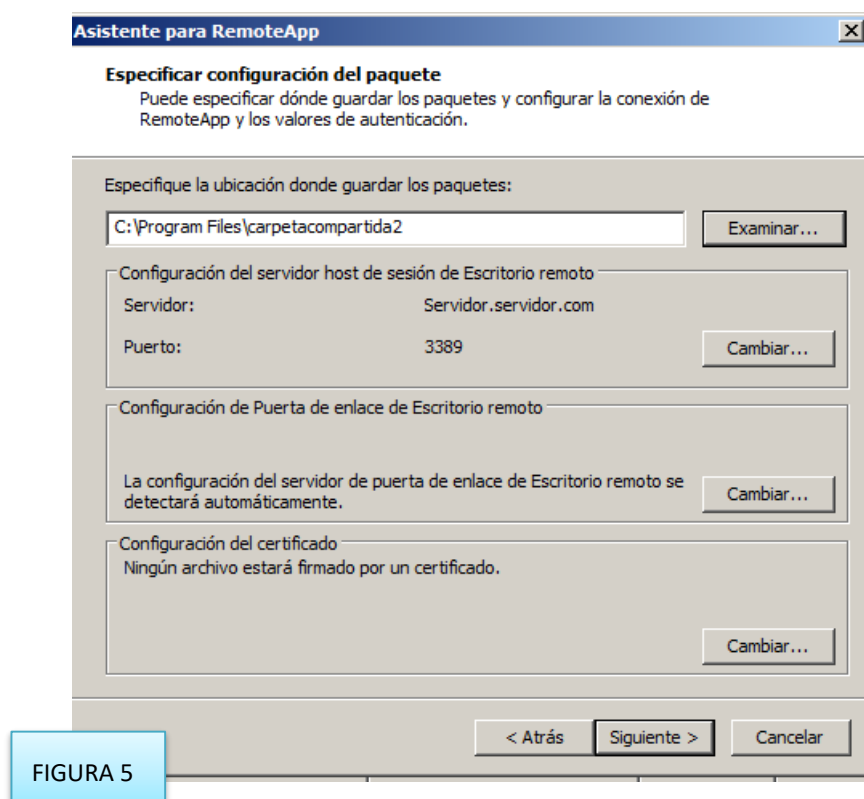 Asistente para RemoteApp
Especificar configuración del paquete
Puede especificar dónde guardar los paquetes y configurar la conexión de
RemoteApp y los valores de autenticación.
Especifique la ubicación donde guardar los paquetes:
C:\Program Files\carpetacompartida2
Examinar...
Configuración del servidor host de sesión de Escritorio remoto
Servidor: Servidor.servidor.com
Puerto: 3389
Cambiar...
Configuración de Puerta de enlace de Escritorio remoto
La configuración del servidor de puerta de enlace de Escritorio remoto se
detectará automáticamente.
Cambiar...
Configuración del certificado
Ningún archivo estará firmado por un certificado.
Cambiar...
< Atrás Siguiente > Cancelar
FIGURA 5